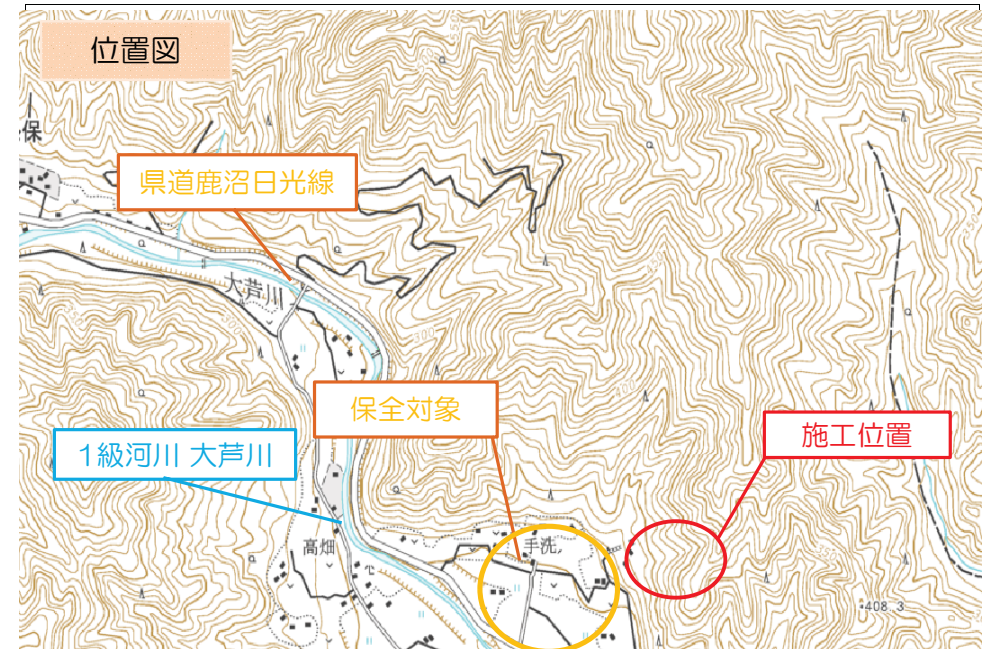 位置図
保
県道鹿沼日光線
大芦川
保全対象
施工位置
1級河川 大芦川
高畑
手洗
408.3